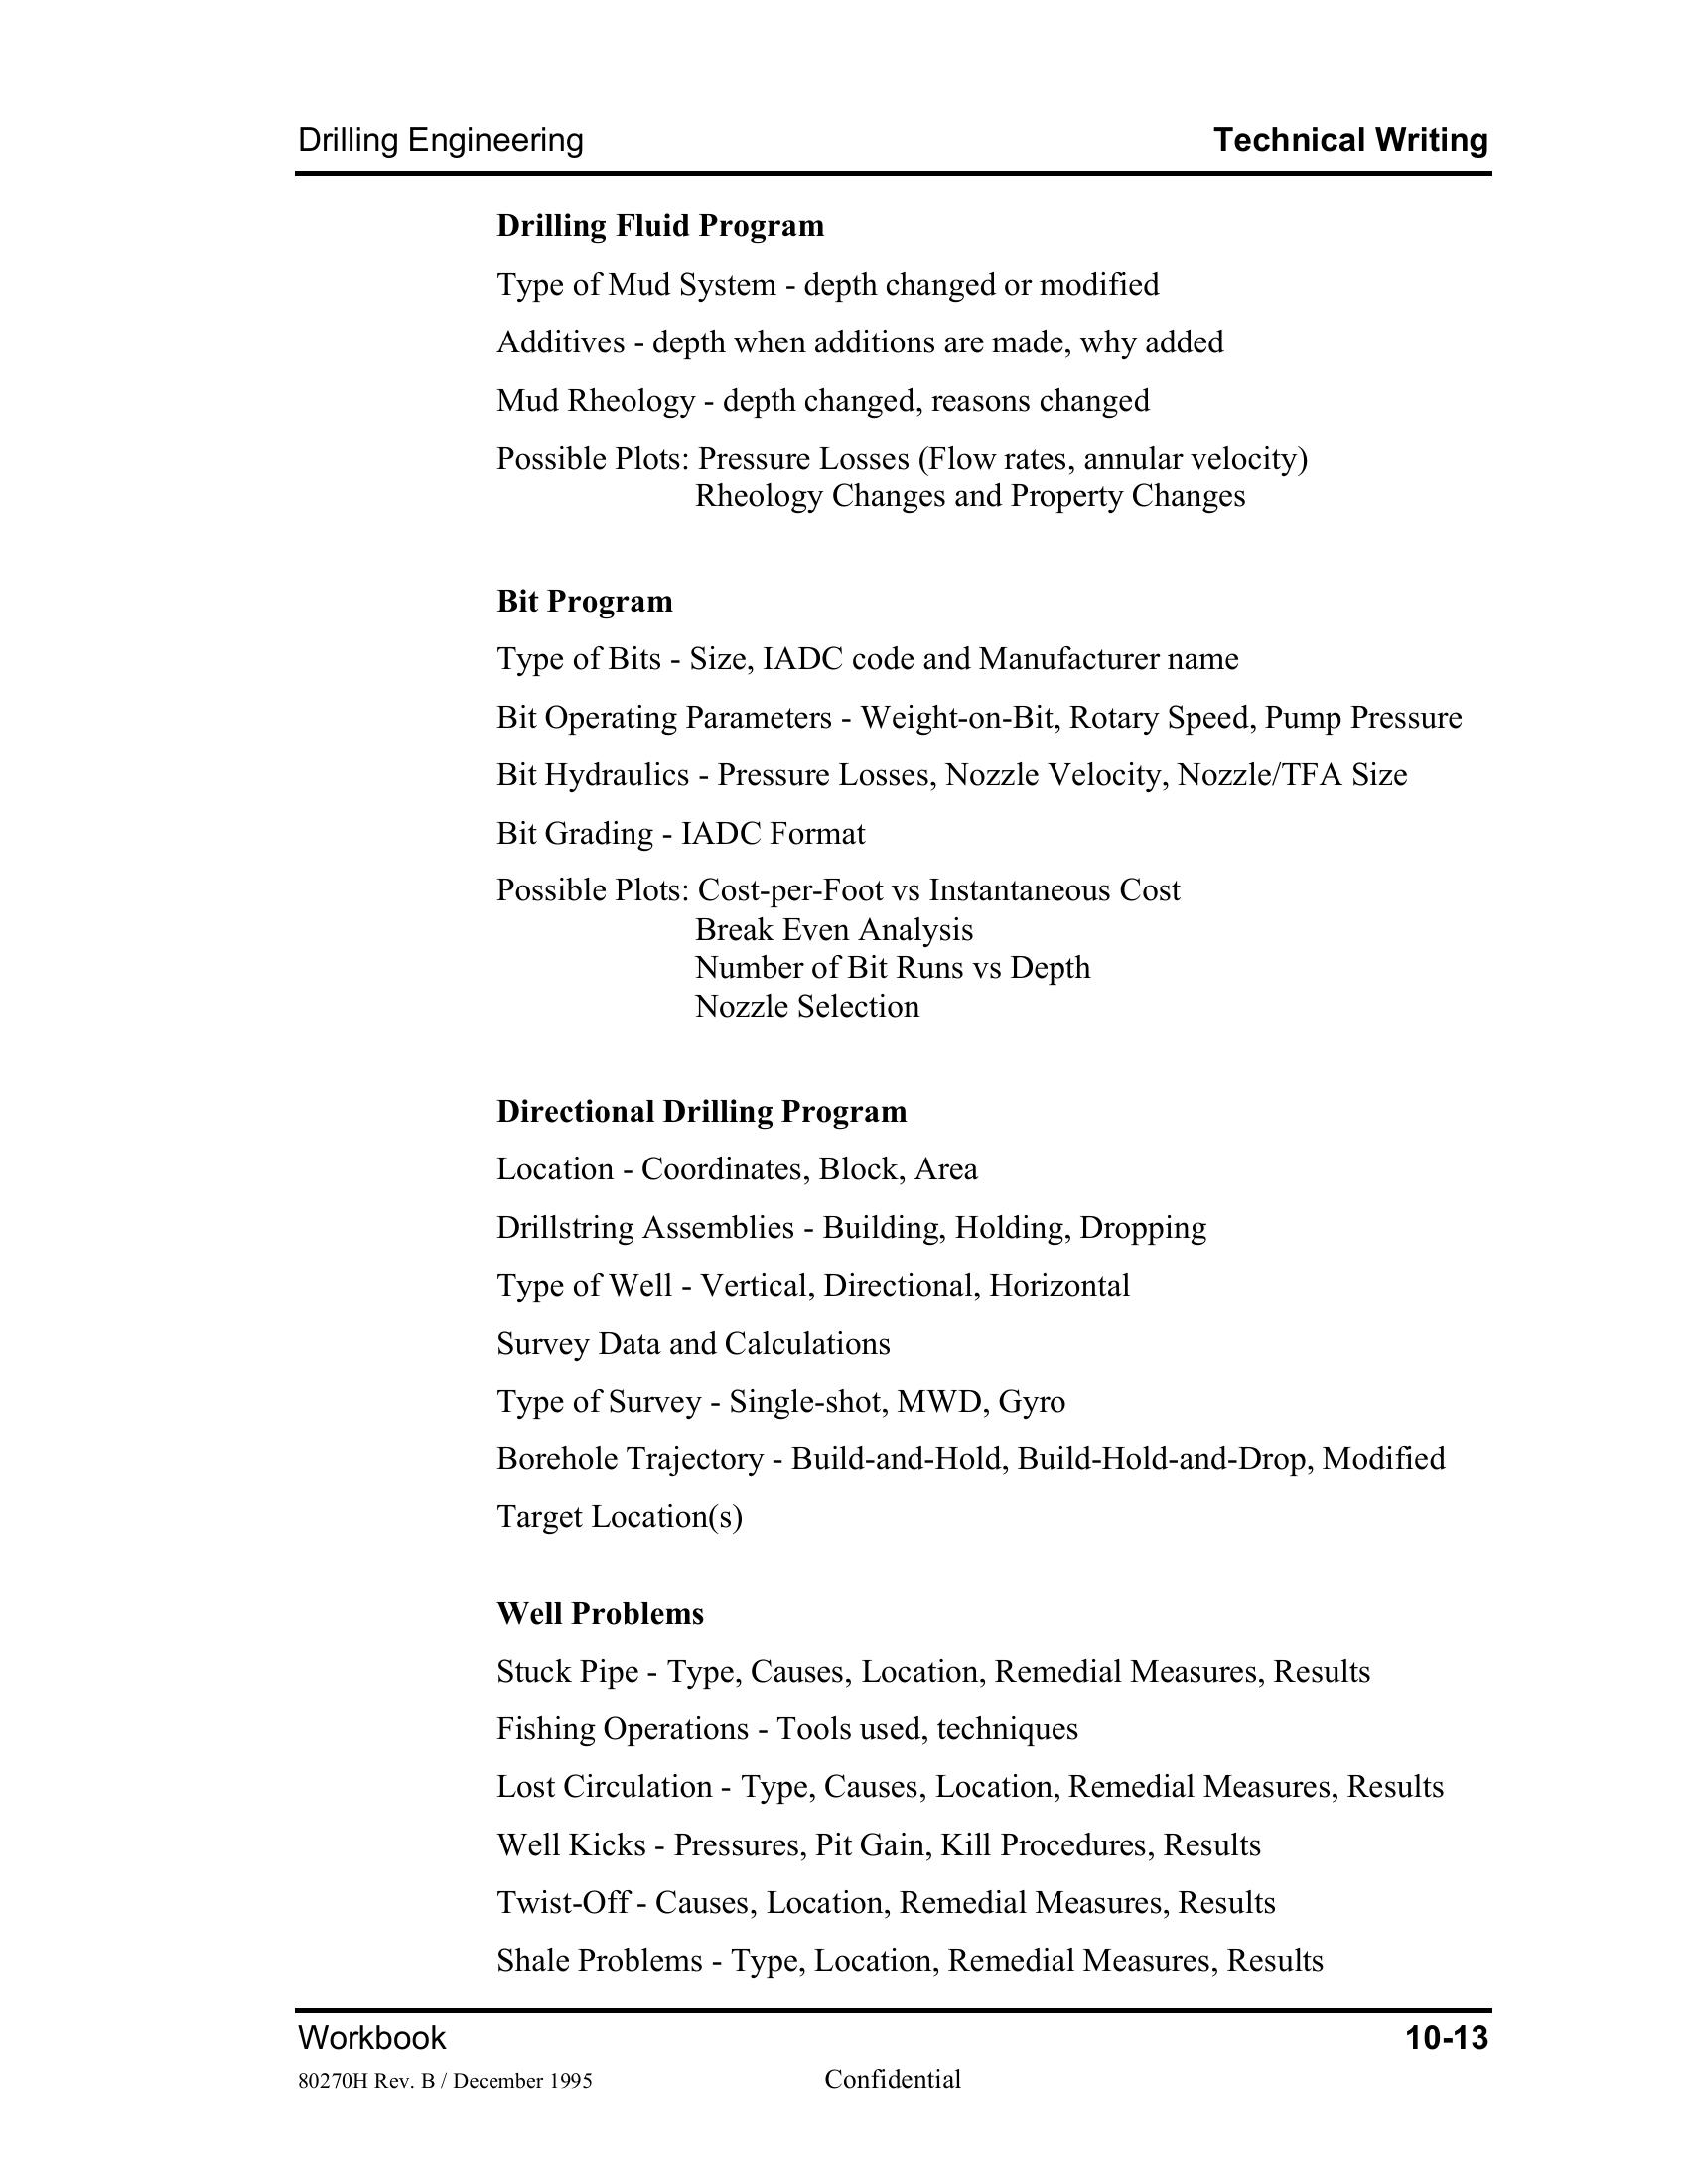 Drilling Engineering Technical Writing
Drilling Fluid Program
Type of Mud System - depth changed or modified
Additives - depth when additions are made, why added
Mud Rheology - depth changed, reasons changed
Possible Plots: Pressure Losses (Flow rates, annular velocity)
Rheology Changes and Property Changes
Bit Program
Type of Bits - Size, IADC code and Manufacturer name
Bit Operating Parameters - Weight-on-Bit, Rotary Speed, Pump Pressure
Bit Hydraulics - Pressure Losses, Nozzle Velocity, Nozzle/TFA Size
Bit Grading - IADC Format
Possible Plots: Cost-per-Foot vs Instantaneous Cost
Break Even Analysis
Number of Bit Runs vs Depth
Nozzle Selection
Directional Drilling Program
Location - Coordinates, Block, Area
Drillstring Assemblies - Building, Holding, Dropping
Type of Well - Vertical, Directional, Horizontal
Survey Data and Calculations
Type of Survey - Single-shot, MWD, Gyro
Borehole Trajectory - Build-and-Hold, Build-Hold-and-Drop, Modified
Target Location(s)
Well Problems
Stuck Pipe - Type, Causes, Location, Remedial Measures, Results
Fishing Operations - Tools used, techniques
Lost Circulation - Type, Causes, Location, Remedial Measures, Results
Well Kicks - Pressures, Pit Gain, Kill Procedures, Results
Twist-Off - Causes, Location, Remedial Measures, Results
Shale Problems - Type, Location, Remedial Measures, Results
Workbook 10-13
80270H Rev. B / December 1995 Confidential